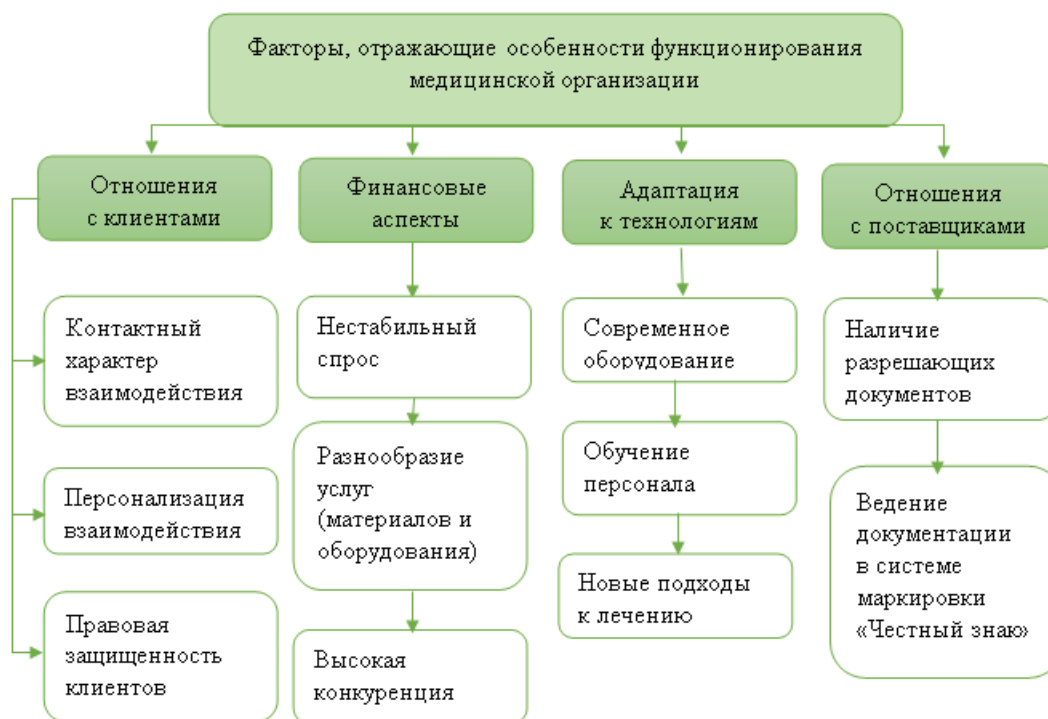 Факторы, отражающие особенности функционирования
медицинской организации
Отношения
с клиентами
Контактный
характер
взаимодействия
Персонализация
взаимодействия
Правовая
защищенность
клиентов
Финансовые
аспекты
Нестабильный
спрос
Разнообразие
услуг
(материалов и
оборудования)
Высокая
конкуренция
Адаптация
к технологиям
Современное
оборудование
Обучение
персонала
Новые подходы
к лечению
Отношения
с поставщиками
Наличие
разрешающих
документов
Ведение
документации
в системе
маркировки
«Честный знаю»